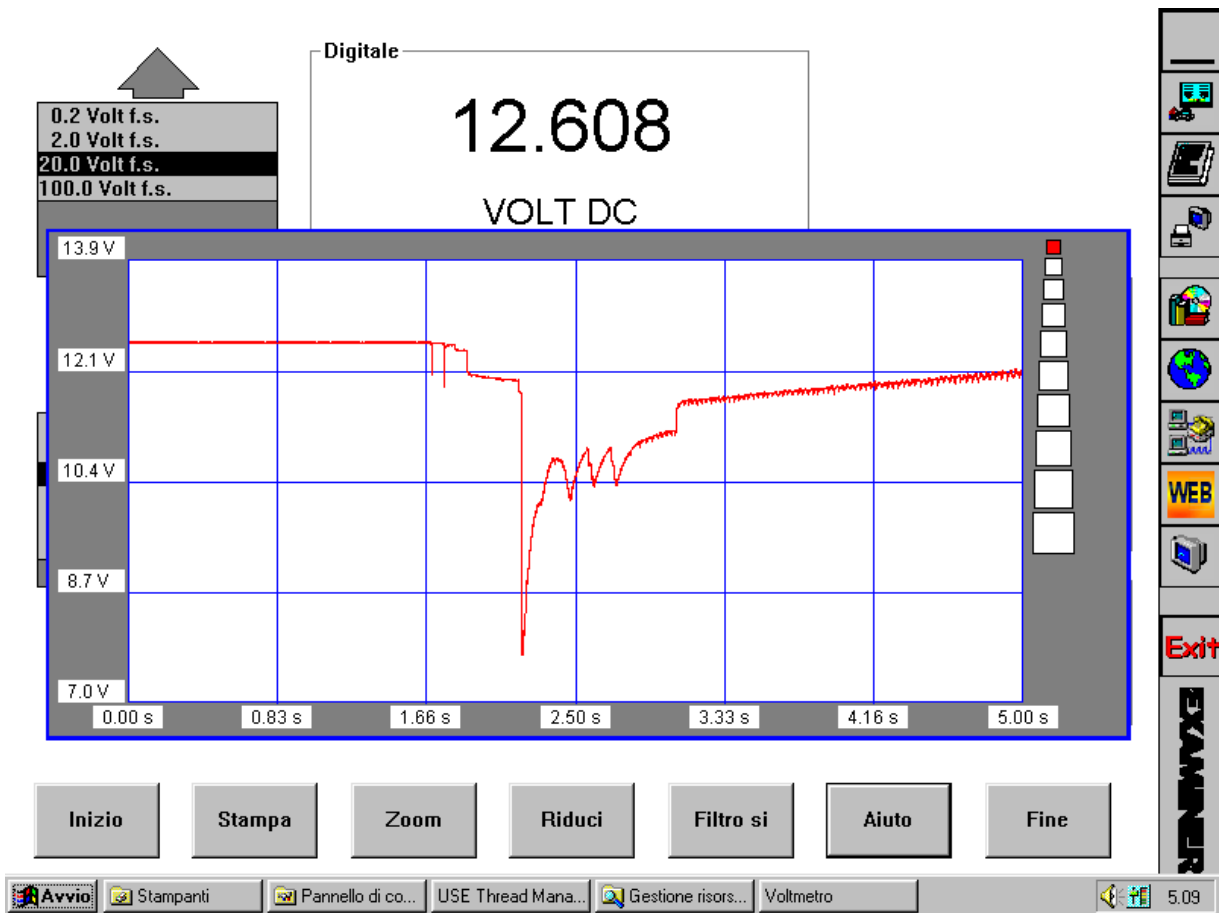 Digitale
12.608
VOLT DC
0.2 Volt f.s.
2.0 Volt f.s.
20.0 Volt f.s.
100.0 Volt f.s.
13.9 V
12.1 V
10.4 V
8.7 V
7.0 V
0.00 s
0.83 s
1.66 s
2.50 s
3.33 s
4.16 s
5.00 s
WEB
Exit
EXAMINER
Inizio
Stampa
Zoom
Riduci
Filtro si
Aiuto
Fine
Avvio
Stampanti
Pannello di co...
USE Thread Mana...
Gestione risors...
Voltmetro
5.09